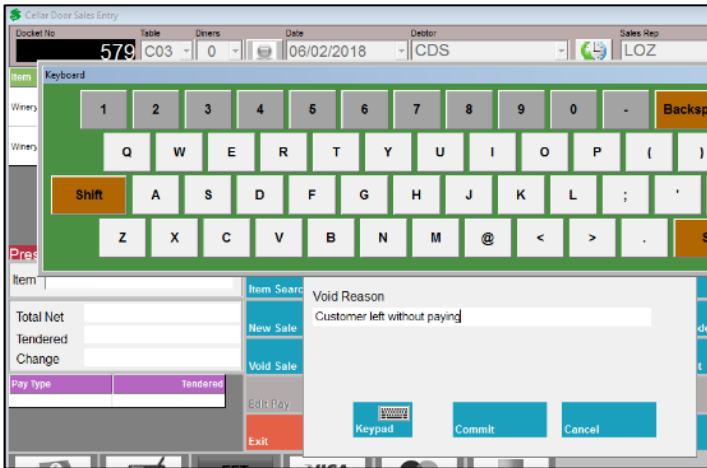 Cellar Door Sales Entry
Docket No Table Diners Date Debtor Sales Rep
579 C03 0 06/02/2018 CDS LOZ
Item Keyboard
1 2 3 4 5 6 7 8 9 0 - Backsp
Winery
Q W E R T Y U I O P ( )
Winery
Shift A S D F G H J K L ; '
Z X C V B N M @ < > . S
Pres
Item
Item Searc
Void Reason
Customer left without paying
Total Net
New Sale
Tendered
Change
Void Sale
Pay Type Tendered
Edit Pay
Keypad Commit Cancel
Exit